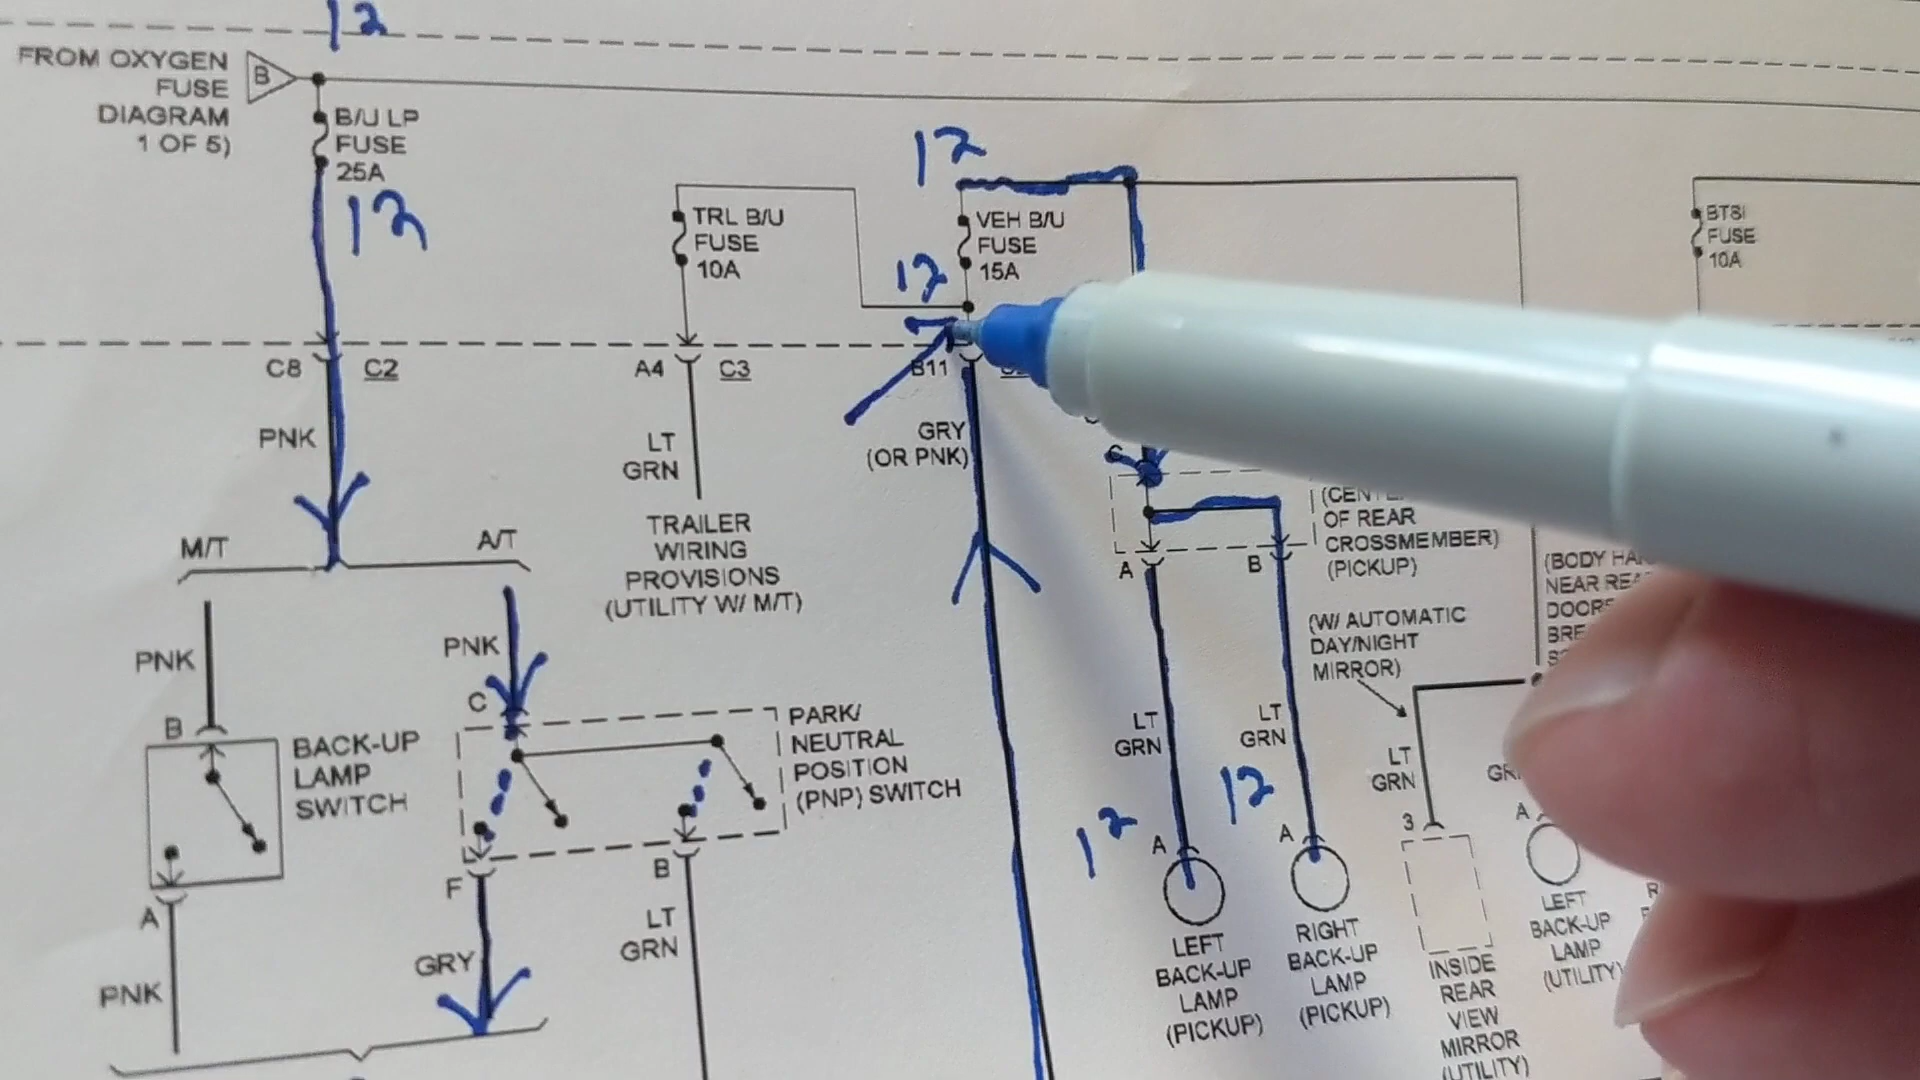 12
FROM OXYGEN
FUSE
DIAGRAM
1 OF 5)
B
B/U LP
FUSE
25A
12
12
TRL B/U
FUSE
10A
VEH B/U
FUSE
15A
12
BTSI
FUSE
10A
C8
C2
A4
C3
B11
PNK
LT
GRN
GRY
(OR PNK)
C
M/T
A/T
TRAILER
WIRING
PROVISIONS
(UTILITY W/ M/T)
OF REAR
CROSSMEMBER)
(PICKUP)
A
B
(BODY
NEAR
PNK
PNK
(W/ AUTOMATIC
DAY/NIGHT
MIRROR)
B
BACK-UP
LAMP
SWITCH
C
PARK/
NEUTRAL
POSITION
(PNP) SWITCH
LT
GRN
LT
GRN
LT
GRN
12
12
A
A
3
A
A
F
B
PNK
GRY
LT
GRN
LEFT
BACK-UP
LAMP
(PICKUP)
RIGHT
BACK-UP
LAMP
(PICKUP)
INSIDE
REAR
VIEW
MIRROR
(UTILITY)
LEFT
BACK-UP
LAMP
(UTILITY)